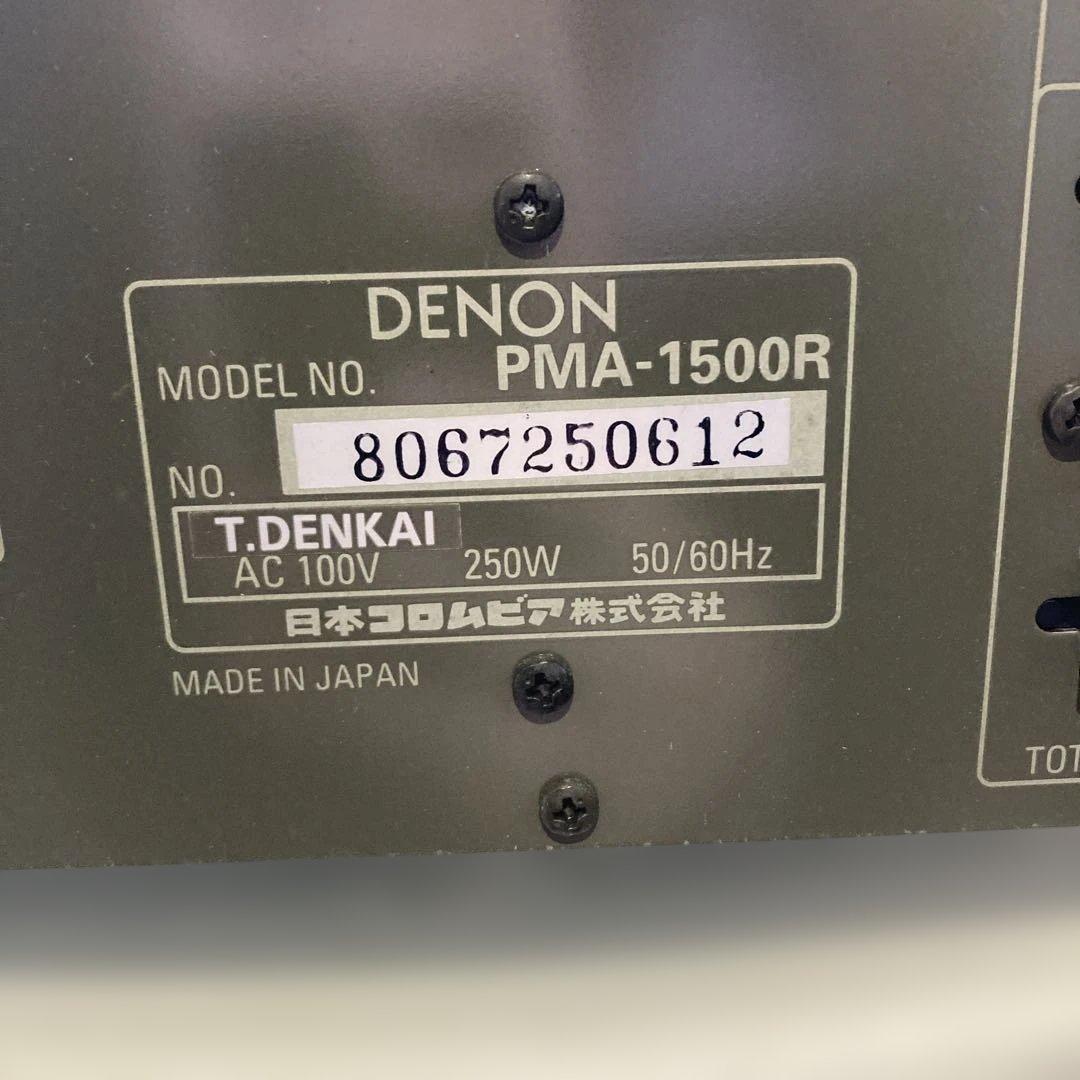 DENON
MODEL NO. PMA-1500R
NO. 8067250612
T.DENKAI
AC 100V 250W 50/60Hz
日本コロムビア株式会社
MADE IN JAPAN